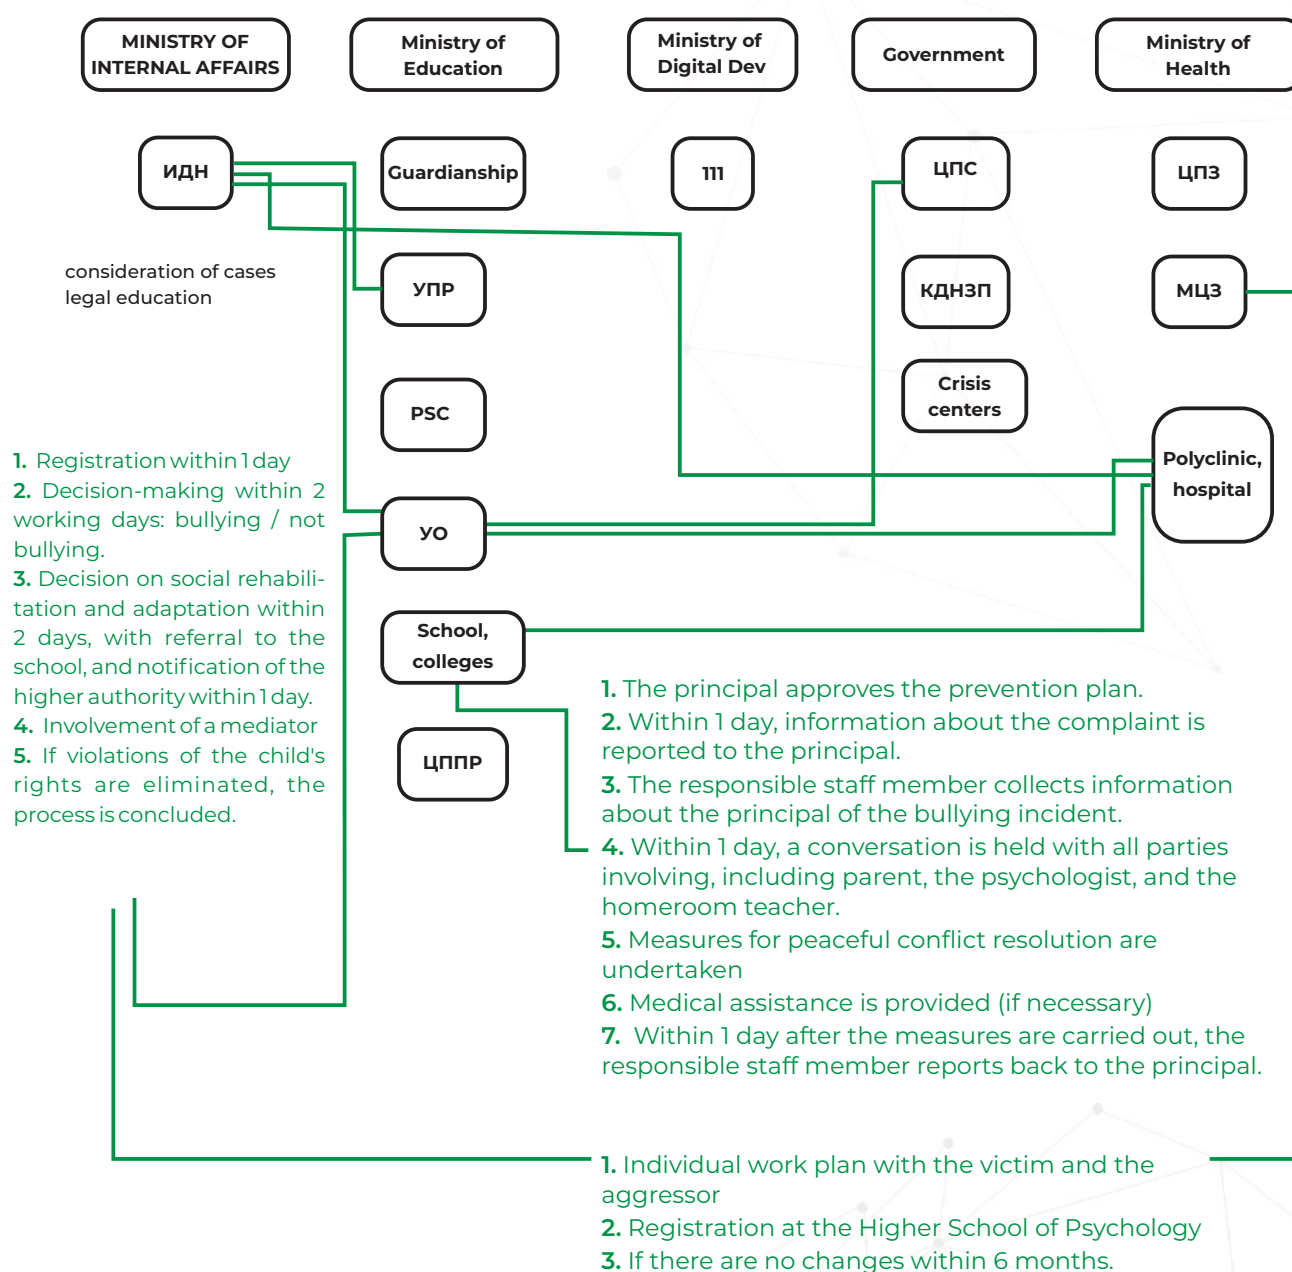 MINISTRY OF
INTERNAL AFFAIRS
Ministry of
Education
Ministry of
Digital Dev
Government
Ministry of
Health
ИДН
Guardianship
111
ЦПС
ЦПЗ
consideration of cases
legal education
УПР
КДНЗП
МЦЗ
PSC
Crisis
centers
Polyclinic,
hospital
УО
School,
colleges
ЦППР
1. Registration within 1 day
2. Decision-making within 2
working days: bullying / not
bullying.
3. Decision on social rehabili-
tation and adaptation within
2 days, with referral to the
school, and notification of the
higher authority within 1 day.
4. Involvement of a mediator
5. If violations of the child's
rights are eliminated, the
process is concluded.
1. The principal approves the prevention plan.
2. Within 1 day, information about the complaint is
reported to the principal.
3. The responsible staff member collects information
about the principal of the bullying incident.
4. Within 1 day, a conversation is held with all parties
involving, including parent, the psychologist, and the
homeroom teacher.
5. Measures for peaceful conflict resolution are
undertaken
6. Medical assistance is provided (if necessary)
7. Within 1 day after the measures are carried out, the
responsible staff member reports back to the principal.
1. Individual work plan with the victim and the
aggressor
2. Registration at the Higher School of Psychology
3. If there are no changes within 6 months.